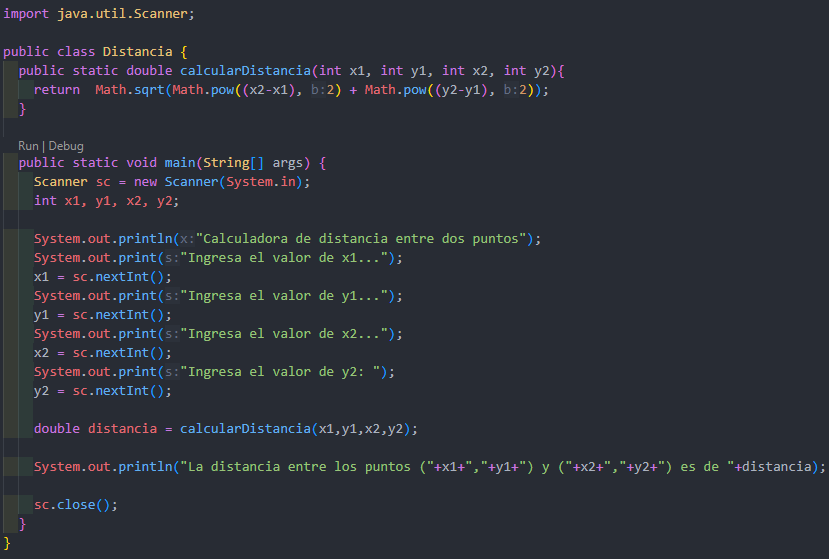 import java.util.Scanner;
public class Distancia {
public static double calcularDistancia(int x1, int y1, int x2, int y2){
return  Math.sqrt(Math.pow((x2-x1), b:2) + Math.pow((y2-y1), b:2));
}
Run | Debug
public static void main(String[] args) {
Scanner sc = new Scanner(System.in);
int x1, y1, x2, y2;
System.out.println(x:"Calculadora de distancia entre dos puntos");
System.out.print(s:"Ingresa el valor de x1...");
x1 = sc.nextInt();
System.out.print(s:"Ingresa el valor de y1...");
y1 = sc.nextInt();
System.out.print(s:"Ingresa el valor de x2...");
x2 = sc.nextInt();
System.out.print(s:"Ingresa el valor de y2: ");
y2 = sc.nextInt();
double distancia = calcularDistancia(x1,y1,x2,y2);
System.out.println("La distancia entre los puntos ("+x1+","+y1+") y ("+x2+","+y2+") es de "+distancia);
sc.close();
}
}